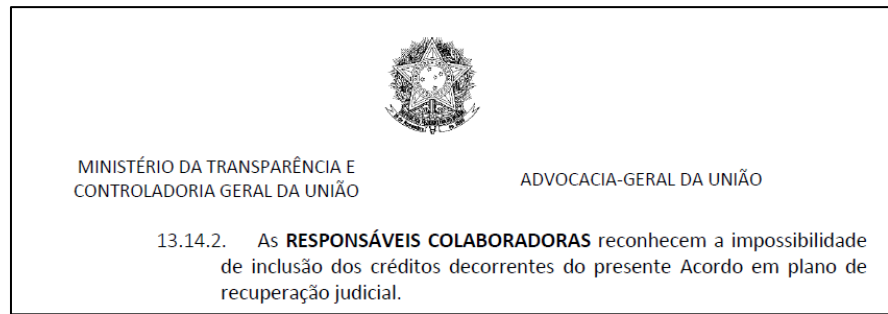 MINISTÉRIO DA TRANSPARÊNCIA E
CONTROLADORIA GERAL DA UNIÃO
ADVOCACIA-GERAL DA UNIÃO
13.14.2. As RESPONSÁVEIS COLABORADORAS reconhecem a impossibilidade
de inclusão dos créditos decorrentes do presente Acordo em plano de
recuperação judicial.